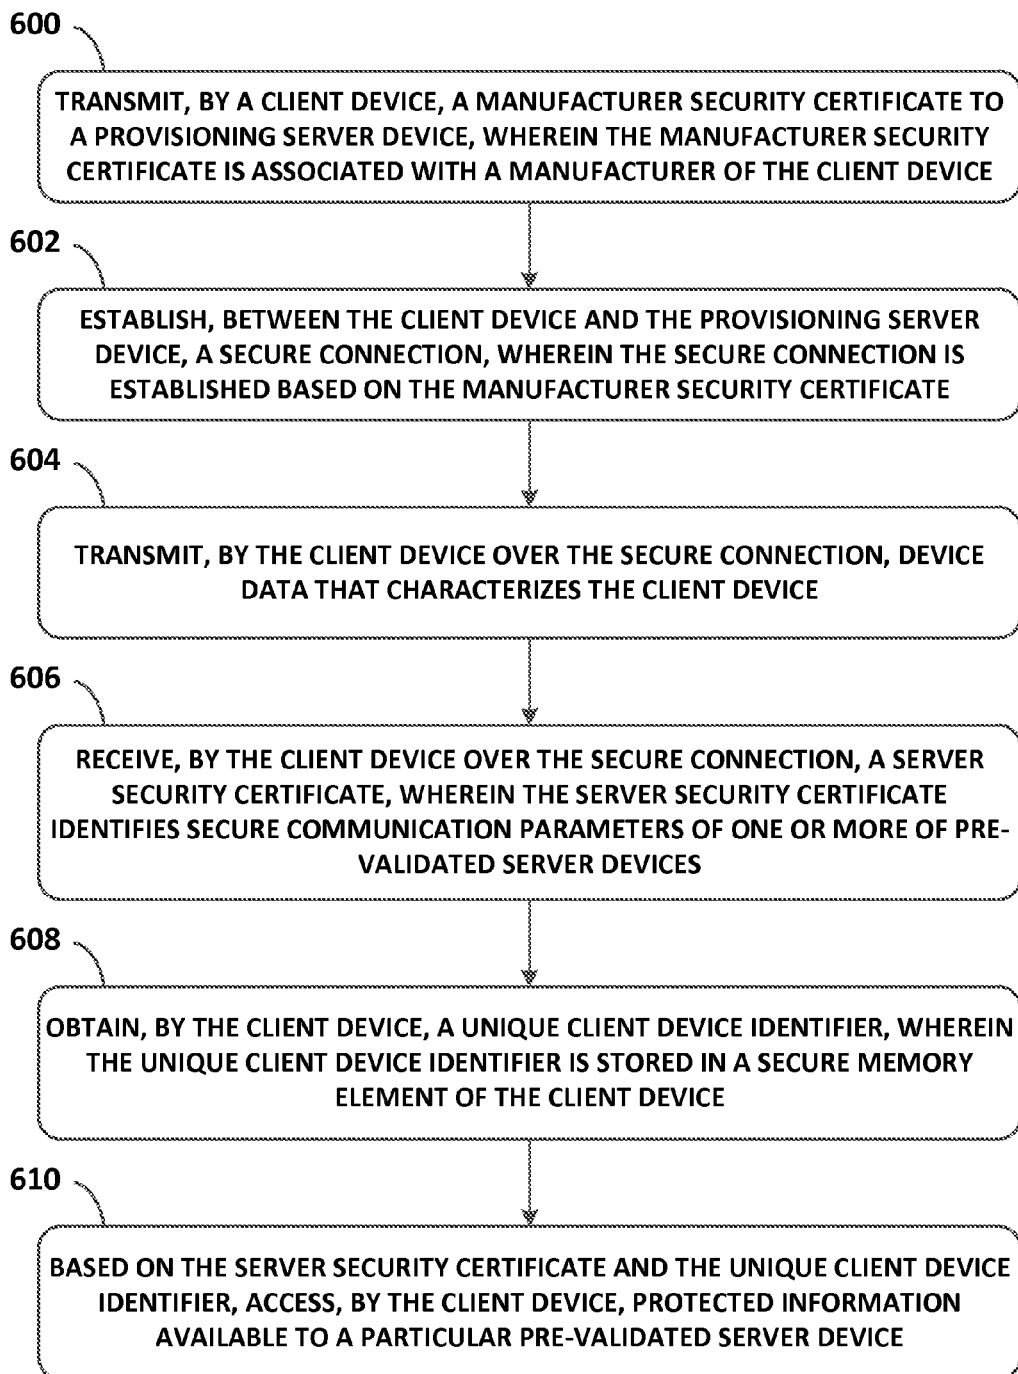 600
TRANSMIT, BY A CLIENT DEVICE, A MANUFACTURER SECURITY CERTIFICATE TO
A PROVISIONING SERVER DEVICE, WHEREIN THE MANUFACTURER SECURITY
CERTIFICATE IS ASSOCIATED WITH A MANUFACTURER OF THE CLIENT DEVICE
602
ESTABLISH, BETWEEN THE CLIENT DEVICE AND THE PROVISIONING SERVER
DEVICE, A SECURE CONNECTION, WHEREIN THE SECURE CONNECTION IS
ESTABLISHED BASED ON THE MANUFACTURER SECURITY CERTIFICATE
604
TRANSMIT, BY THE CLIENT DEVICE OVER THE SECURE CONNECTION, DEVICE
DATA THAT CHARACTERIZES THE CLIENT DEVICE
606
RECEIVE, BY THE CLIENT DEVICE OVER THE SECURE CONNECTION, A SERVER
SECURITY CERTIFICATE, WHEREIN THE SERVER SECURITY CERTIFICATE
IDENTIFIES SECURE COMMUNICATION PARAMETERS OF ONE OR MORE OF PRE-
VALIDATED SERVER DEVICES
608
OBTAIN, BY THE CLIENT DEVICE, A UNIQUE CLIENT DEVICE IDENTIFIER, WHEREIN
THE UNIQUE CLIENT DEVICE IDENTIFIER IS STORED IN A SECURE MEMORY
ELEMENT OF THE CLIENT DEVICE
610
BASED ON THE SERVER SECURITY CERTIFICATE AND THE UNIQUE CLIENT DEVICE
IDENTIFIER, ACCESS, BY THE CLIENT DEVICE, PROTECTED INFORMATION
AVAILABLE TO A PARTICULAR PRE-VALIDATED SERVER DEVICE